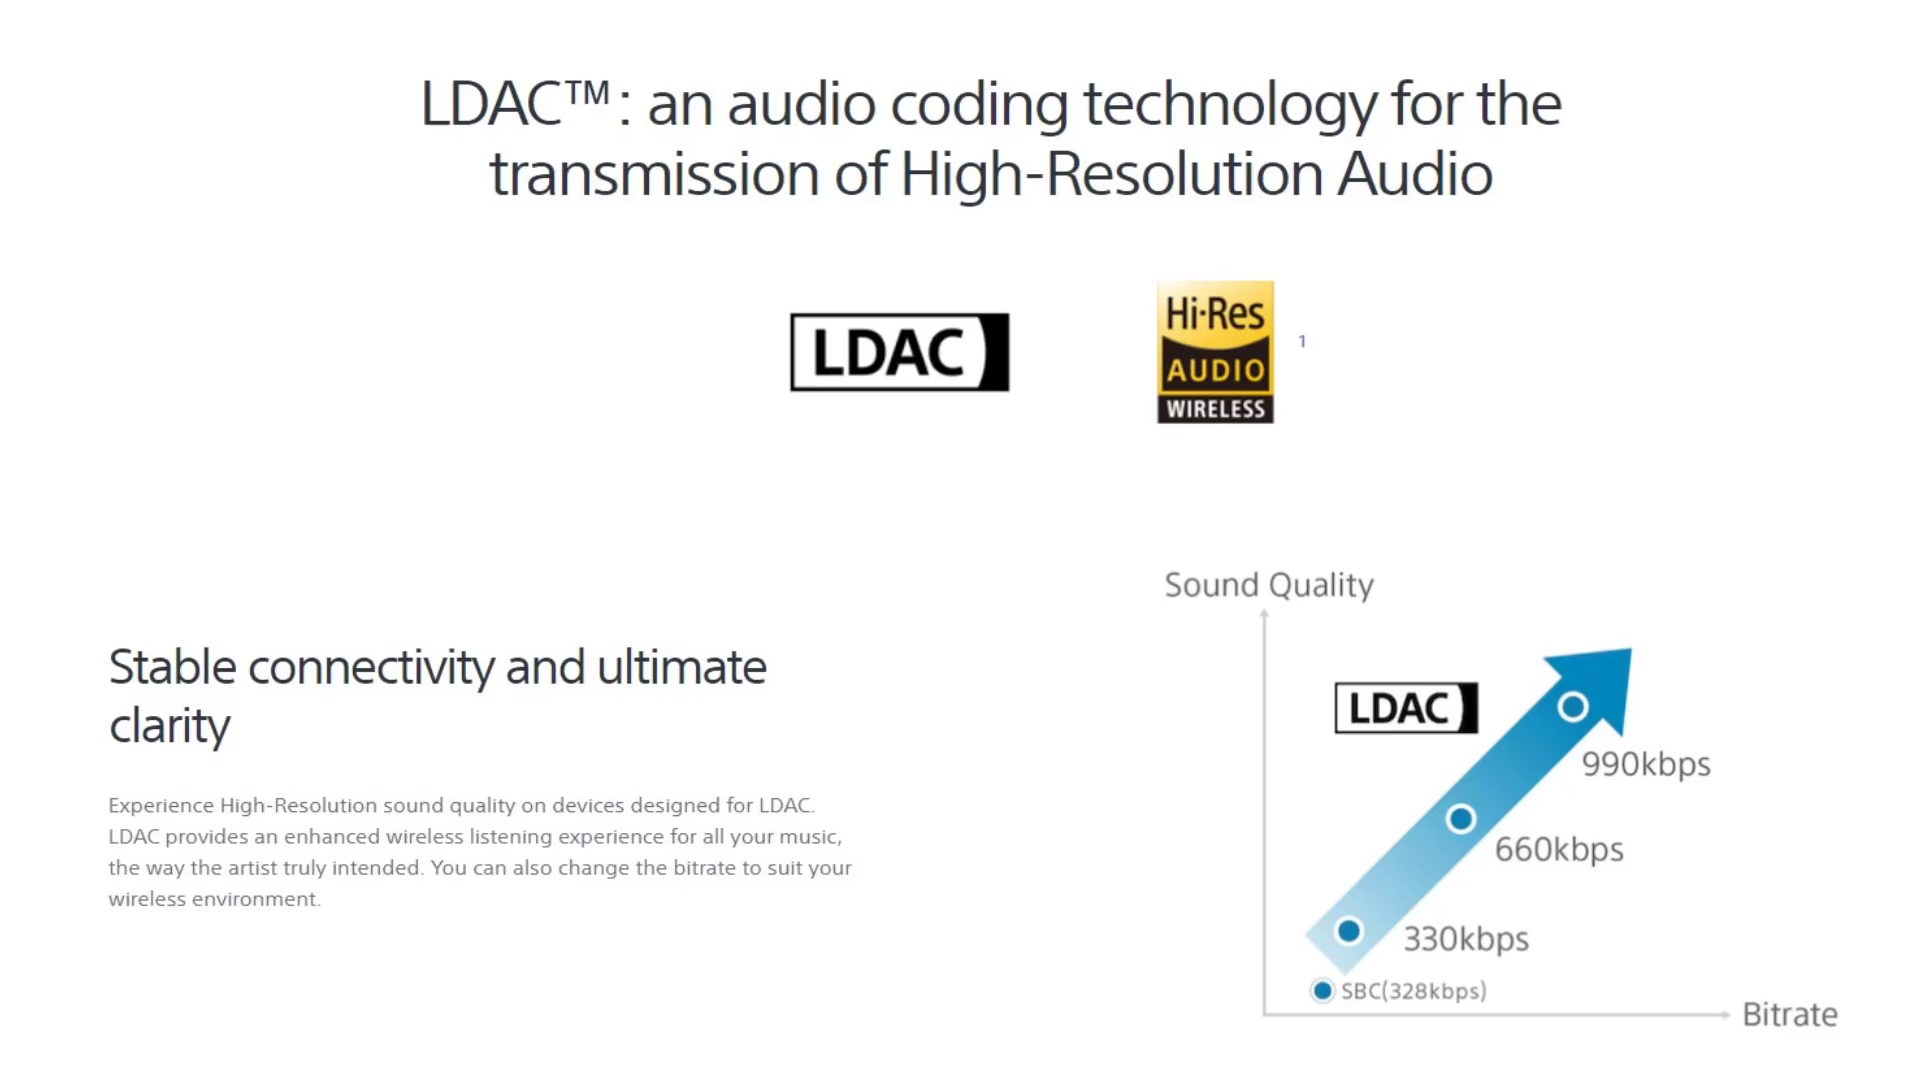 LDAC™: an audio coding technology for the
transmission of High-Resolution Audio
LDAC
Hi·Res
AUDIO
WIRELESS
1
Stable connectivity and ultimate
clarity
Experience High-Resolution sound quality on devices designed for LDAC.
LDAC provides an enhanced wireless listening experience for all your music,
the way the artist truly intended. You can also change the bitrate to suit your
wireless environment.
Sound Quality
LDAC
990kbps
660kbps
330kbps
SBC(328kbps)
Bitrate